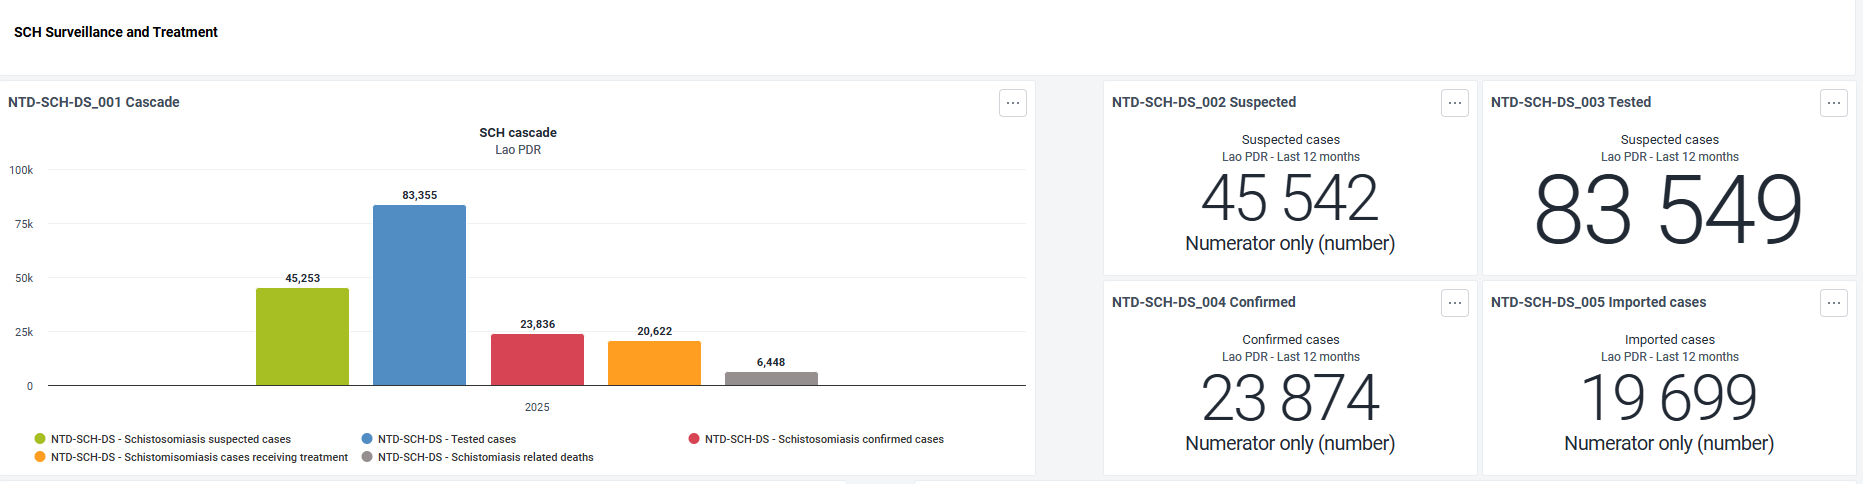 SCH Surveillance and Treatment
NTD-SCH-DS_001 Cascade
SCH cascade
Lao PDR
100k
75k
50k
25k
0
45,253
83,355
23,836
20,622
6,448
2025
NTD-SCH-DS - Schistosomiasis suspected cases
NTD-SCH-DS - Tested cases
NTD-SCH-DS - Schistosomiasis confirmed cases
NTD-SCH-DS - Schistomisomiasis cases receiving treatment
NTD-SCH-DS - Schistomiasis related deaths
NTD-SCH-DS_002 Suspected
Suspected cases
Lao PDR - Last 12 months
45 542
Numerator only (number)
NTD-SCH-DS_003 Tested
Suspected cases
Lao PDR - Last 12 months
83 549
NTD-SCH-DS_004 Confirmed
Confirmed cases
Lao PDR - Last 12 months
23 874
Numerator only (number)
NTD-SCH-DS_005 Imported cases
Imported cases
Lao PDR - Last 12 months
19 699
Numerator only (number)